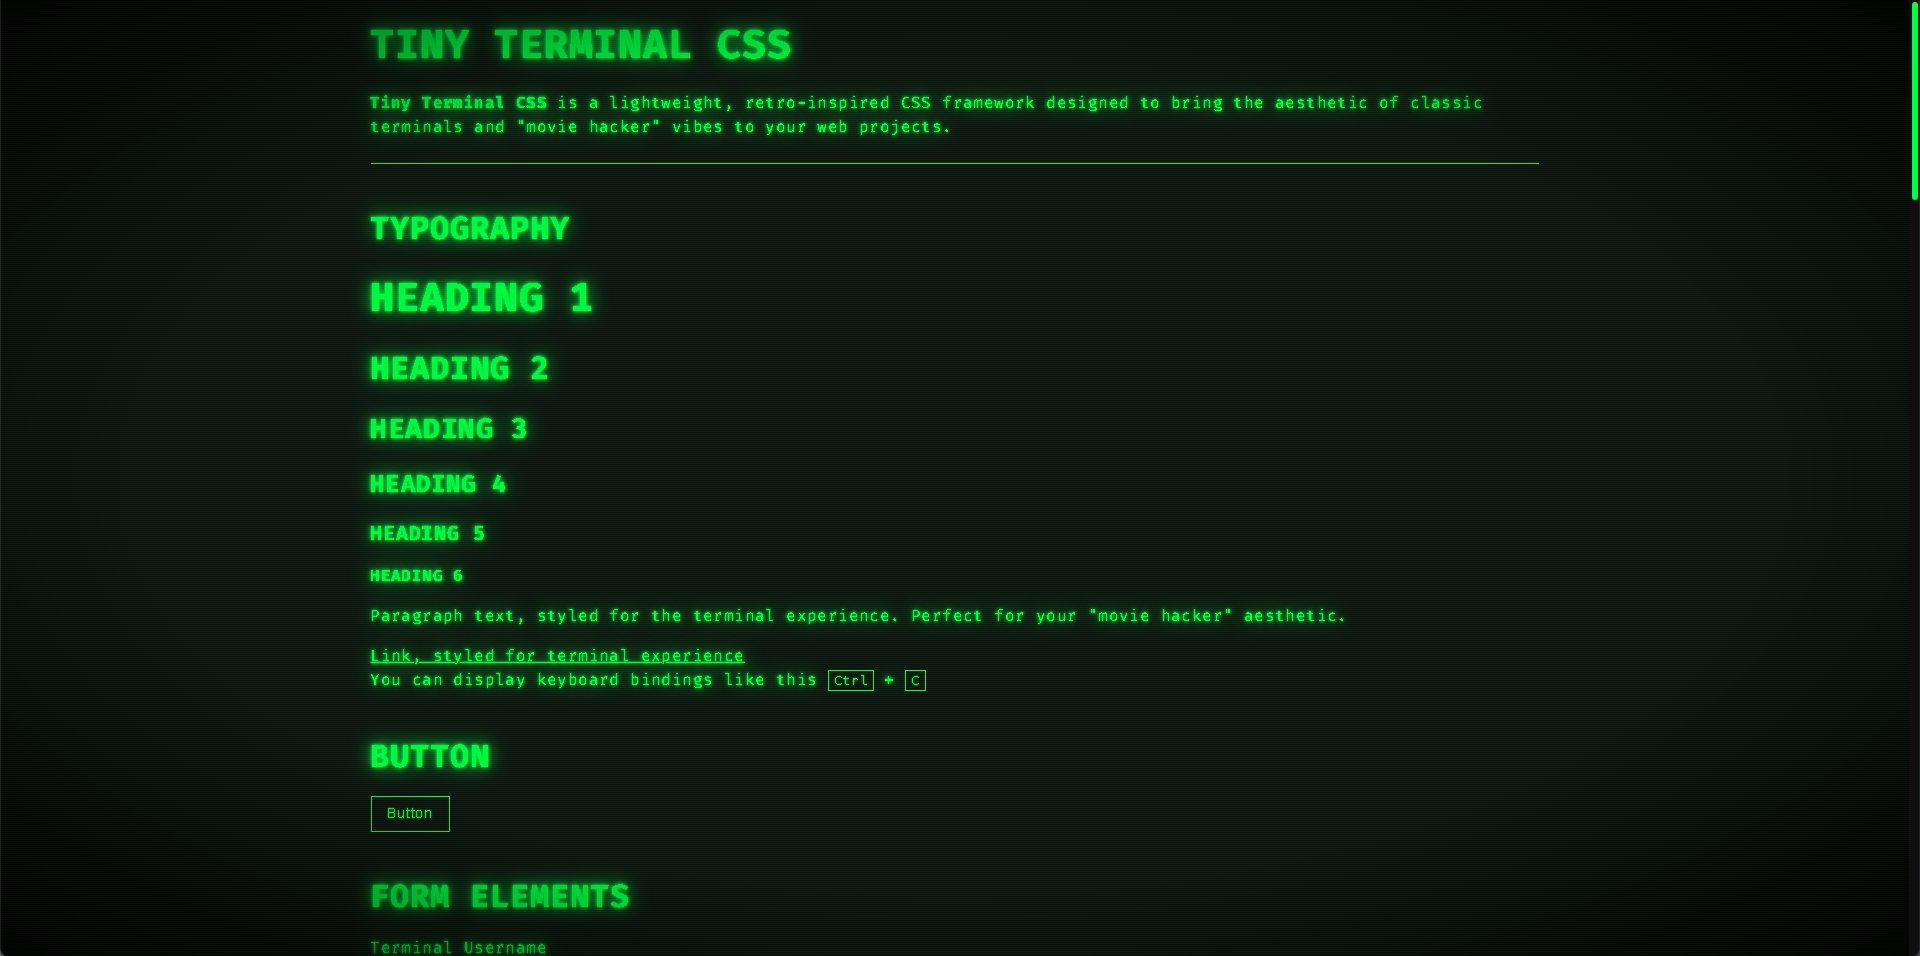 TINY TERMINAL CSS
Tiny Terminal CSS is a lightweight, retro-inspired CSS framework designed to bring the aesthetic of classic
terminals and "movie hacker" vibes to your web projects.
TYPOGRAPHY
HEADING 1
HEADING 2
HEADING 3
HEADING 4
HEADING 5
HEADING 6
Paragraph text, styled for the terminal experience. Perfect for your "movie hacker" aesthetic.
Link, styled for terminal experience
You can display keyboard bindings like this Ctrl + C
BUTTON
Button
FORM ELEMENTS
Terminal Username